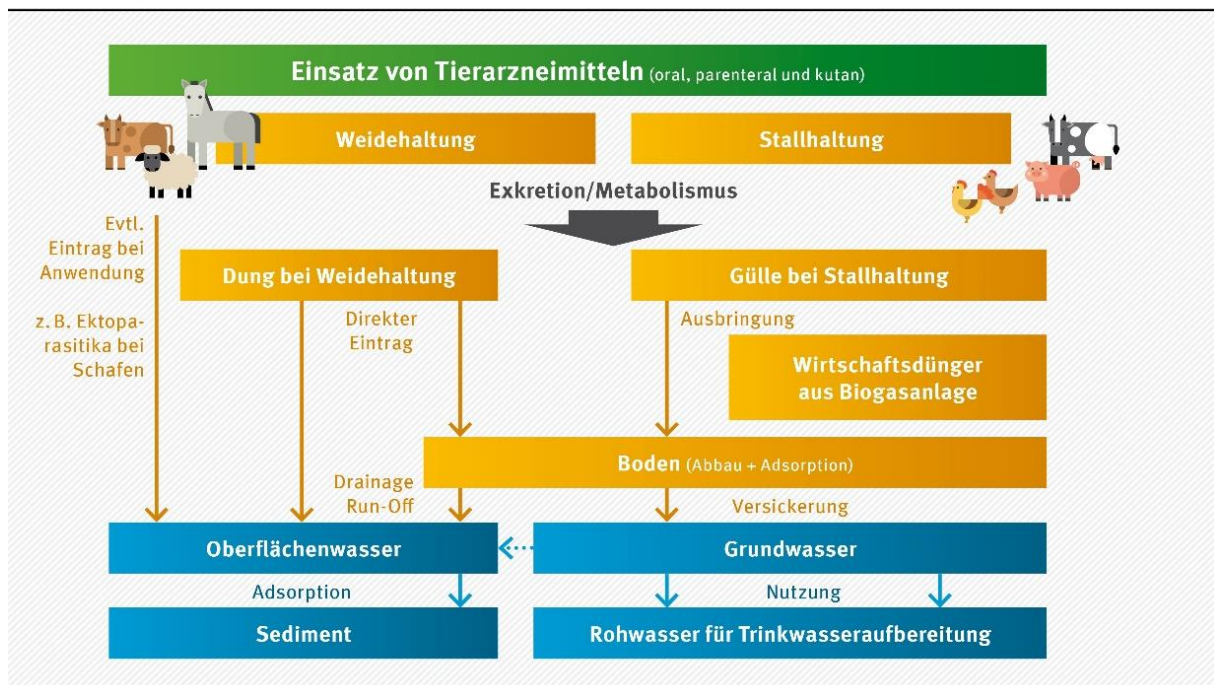 Einsatz von Tierarzneimitteln (oral, parenteral und kutan)
Weidehaltung
Stallhaltung
Exkretion/Metabolismus
Evtl.
Eintrag bei
Anwendung
z. B. Ektopa-
rasitika bei
Schafen
Dung bei Weidehaltung
Gülle bei Stallhaltung
Direkter
Eintrag
Ausbringung
Wirtschaftsdünger
aus Biogasanlage
Boden (Abbau + Adsorption)
Drainage
Run-Off
Versickerung
Oberflächenwasser
Grundwasser
Adsorption
Nutzung
Sediment
Rohwasser für Trinkwasseraufbereitung